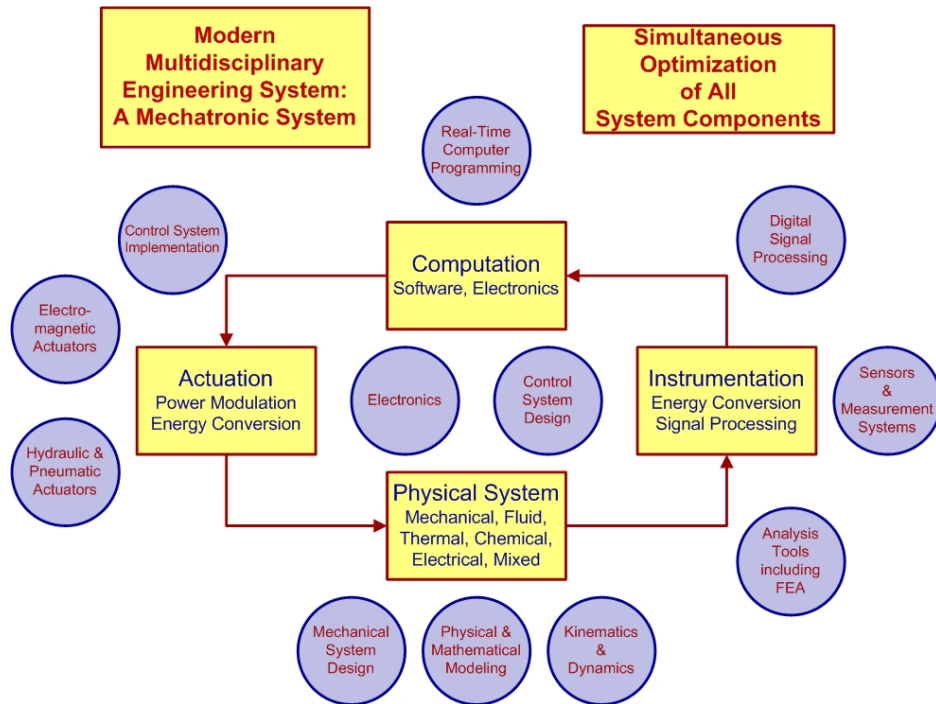 Modern
Multidisciplinary
Engineering System:
A Mechatronic System
Simultaneous
Optimization
of All
System Components
Real-Time
Computer
Programming
Control System
Implementation
Digital
Signal
Processing
Computation
Software, Electronics
Electro-
magnetic
Actuators
Actuation
Power Modulation
Energy Conversion
Electronics
Control
System
Design
Instrumentation
Energy Conversion
Signal Processing
Sensors
&
Measurement
Systems
Hydraulic &
Pneumatic
Actuators
Physical System
Mechanical, Fluid,
Thermal, Chemical,
Electrical, Mixed
Analysis
Tools
including
FEA
Mechanical
System
Design
Physical &
Mathematical
Modeling
Kinematics
&
Dynamics